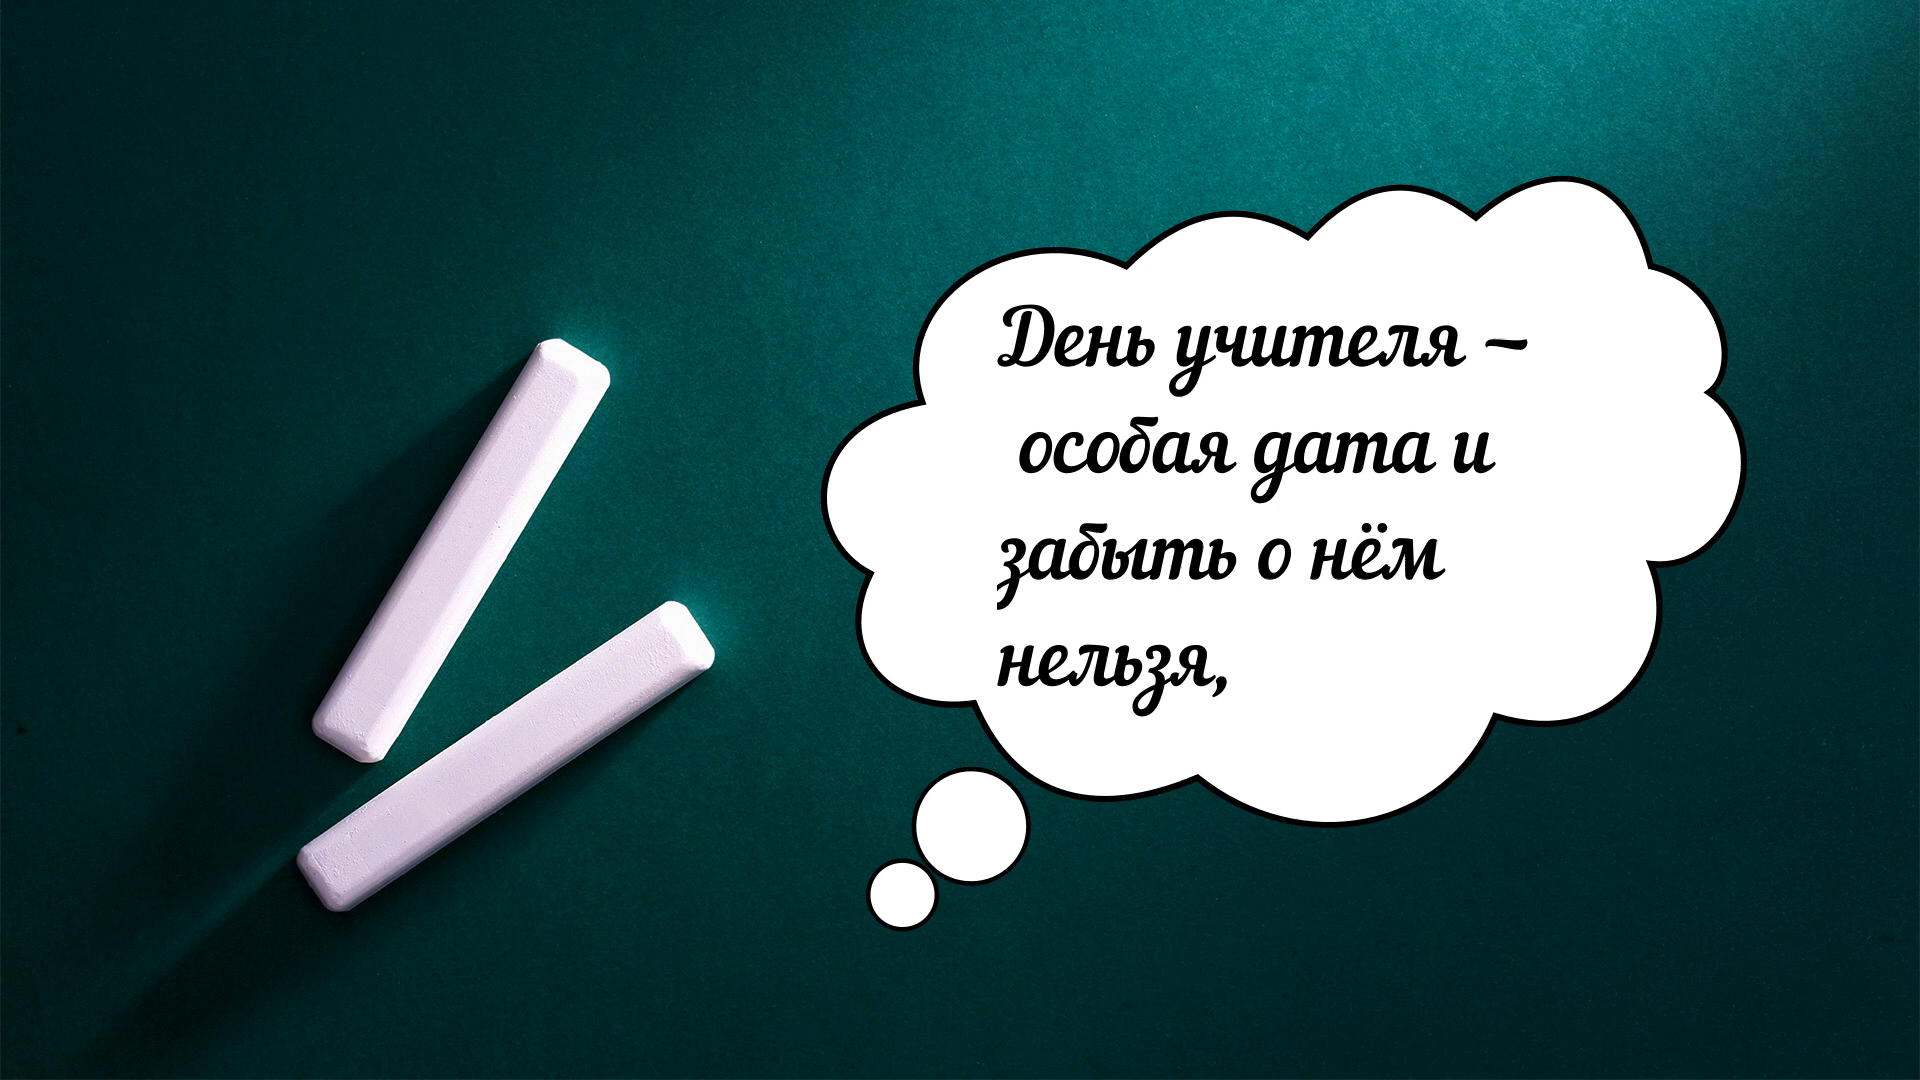 День учителя –
особая дата и
забыть о нём
нельзя,